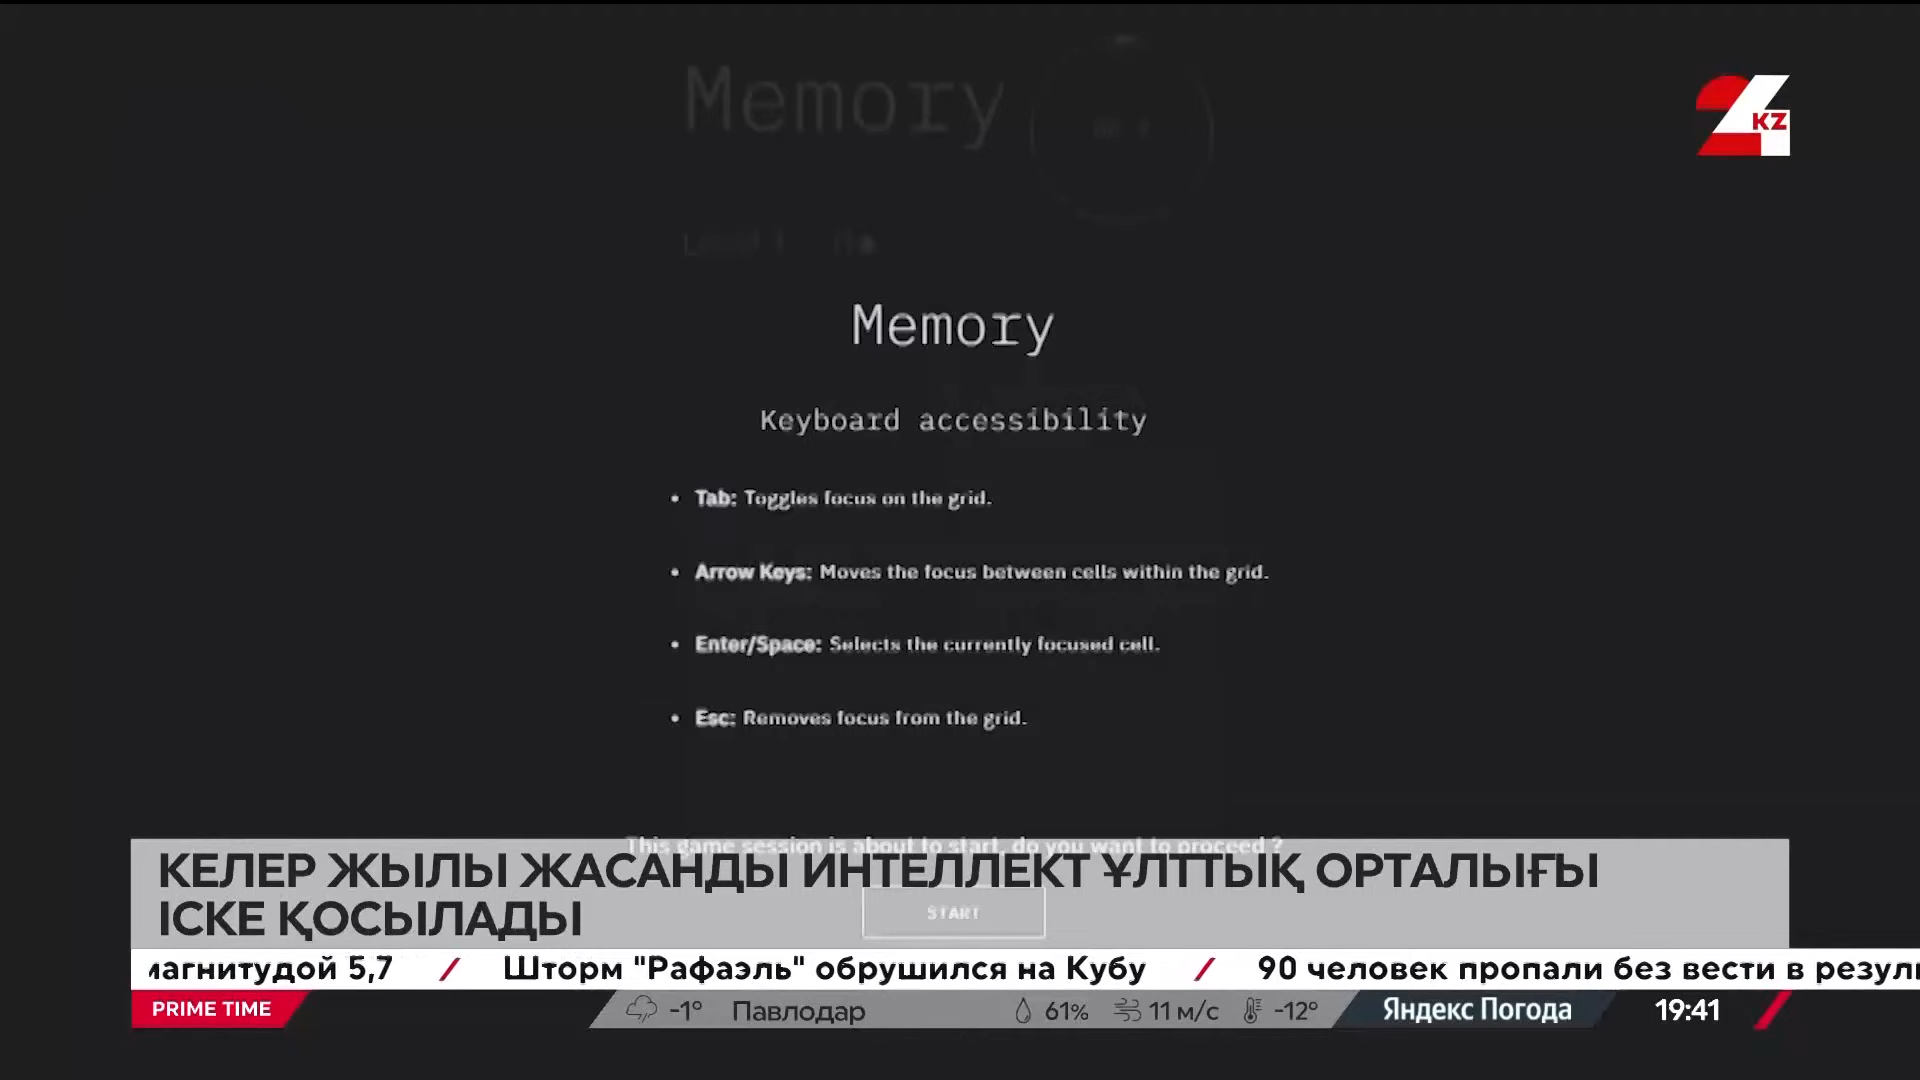 Memory
24
KZ
Memory
Keyboard accessibility
• Tab: Toggles focus on the grid.
• Arrow Keys: Moves the focus between cells within the grid.
• Enter/Space: Selects the currently focused cell.
• Esc: Removes focus from the grid.
This game session is about to start, do you want to proceed ?
КЕЛЕР ЖЫЛЫ ЖАСАНДЫ ИНТЕЛЛЕКТ ҰЛТТЫҚ ОРТАЛЫҒЫ
ІСКЕ ҚОСЫЛАДЫ
START
магнитудой 5,7 / Шторм "Рафаэль" обрушился на Кубу / 90 человек пропали без вести в
PRIME TIME
-1° Павлодар 61% 11 м/с -12° Яндекс Погода 19:41